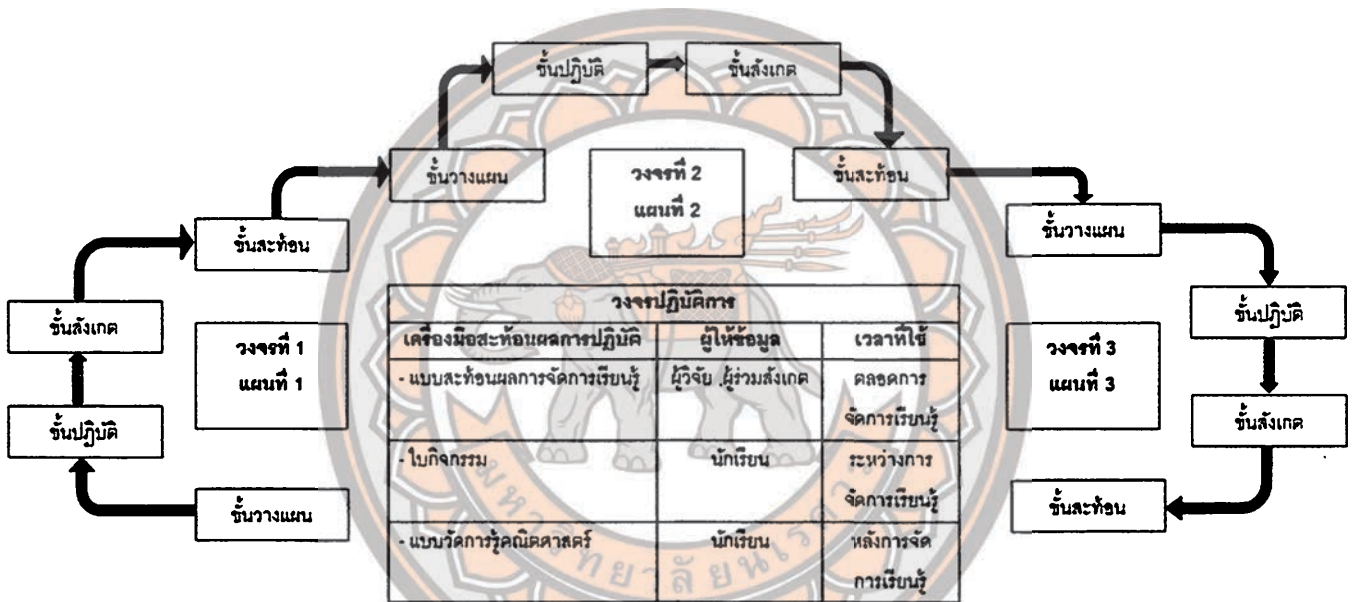 ขั้นปฏิบัติ
ขั้นสังเกต
ขั้นวางแผน
วงจรที่ 2
แผนที่ 2
ขั้นสะท้อน
ขั้นสะท้อน
ขั้นวางแผน
ขั้นสังเกต
ขั้นปฏิบัติ
วงจรที่ 1
แผนที่ 1
วงจรที่ 3
แผนที่ 3
ขั้นปฏิบัติ
ขั้นสังเกต
ขั้นวางแผน
ขั้นสะท้อน
วงจรปฏิบัติการ
เครื่องมือสะท้อนผลการปฏิบัติ ผู้ให้ข้อมูล เวลาที่ใช้
- แบบสะท้อนผลการจัดการเรียนรู้ ผู้วิจัย ,ผู้ร่วมสังเกต ตลอดการ
จัดการเรียนรู้
- ใบกิจกรรม นักเรียน ระหว่างการ
จัดการเรียนรู้
- แบบวัดการรู้คณิตศาสตร์ นักเรียน หลังการจัด
การเรียนรู้
มหาวิทยาลัยนเรศวร